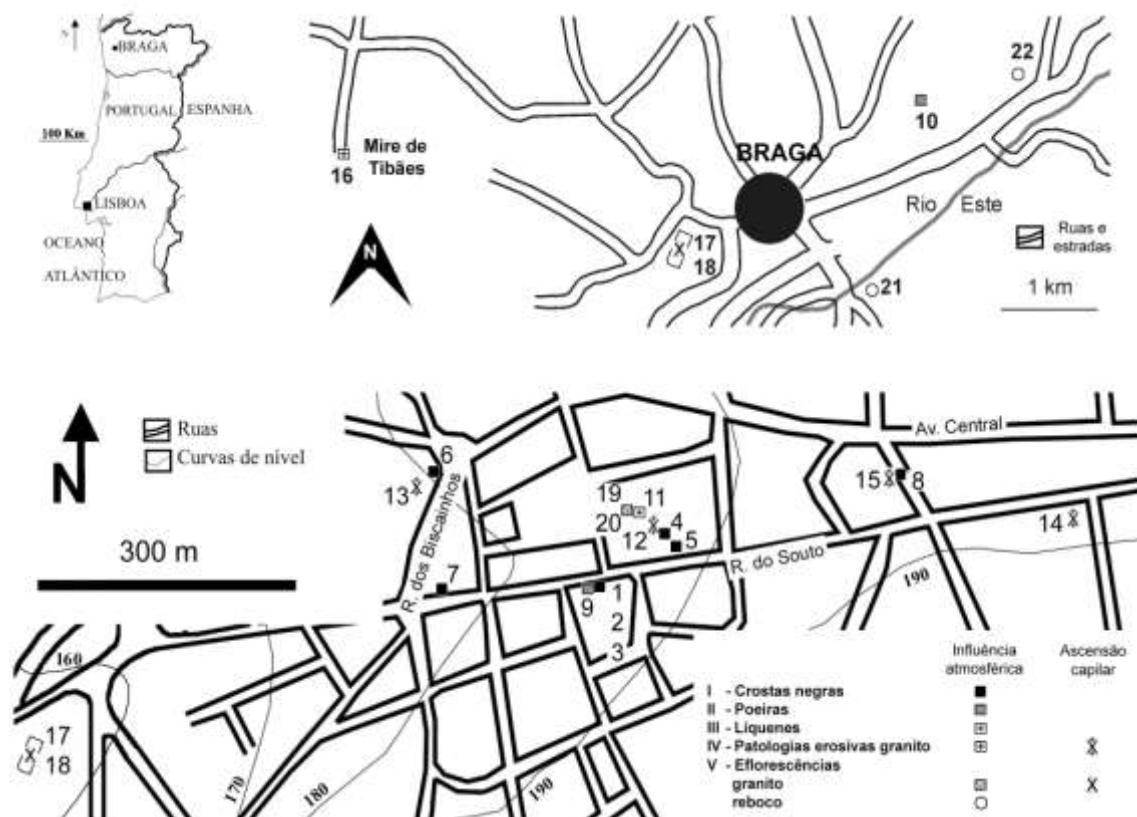 N
BRAGA
PORTUGAL
ESPANHA
100 Km
LISBOA
OCEANO
ATLÂNTICO
22
10
BRAGA
Mire de
Tibães
16
Rio Este
17
18
Ruas e
estradas
N
21
1 km
Ruas
Curvas de nível
N
300 m
Av. Central
6
13
R. dos Biscainhos
19
11
15
8
20
4
12
5
14
R. do Souto
7
190
9
1
2
3
160
17
18
170
180
190
Influência
atmosférica
Ascensão
capilar
I - Crostas negras
II - Poeiras
III - Liquenes
IV - Patologias erosivas granito
V - Eflorescências
granito
reboco